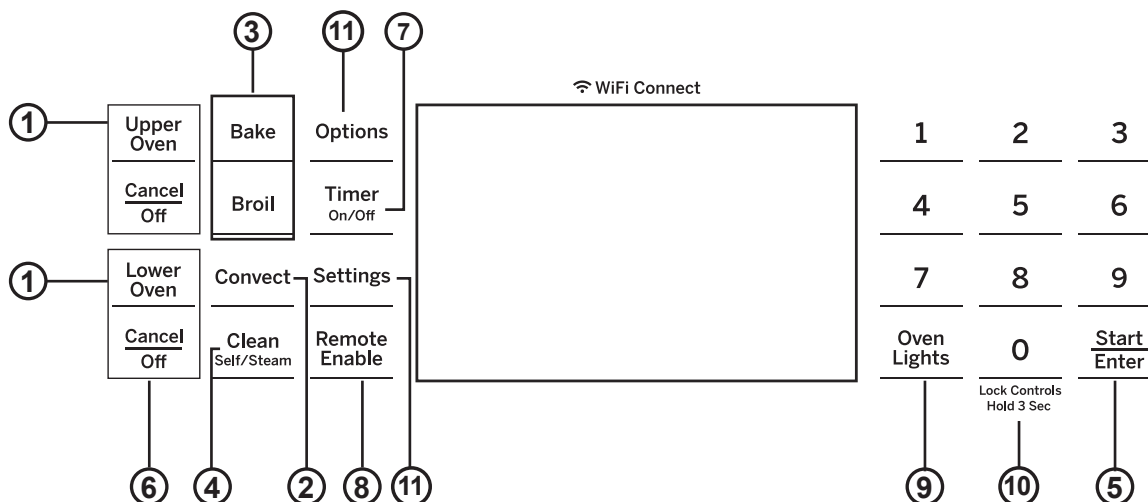 3
11
7
WiFi Connect
1
Upper
Oven
Bake
Options
1
2
3
Cancel
Off
Broil
Timer
On/Off
4
5
6
1
Lower
Oven
Convect
Settings
7
8
9
Cancel
Off
Clean
Self/Steam
Remote
Enable
Oven
Lights
0
Start
Enter
Lock Controls
Hold 3 Sec
6
4
2
8
11
9
10
5